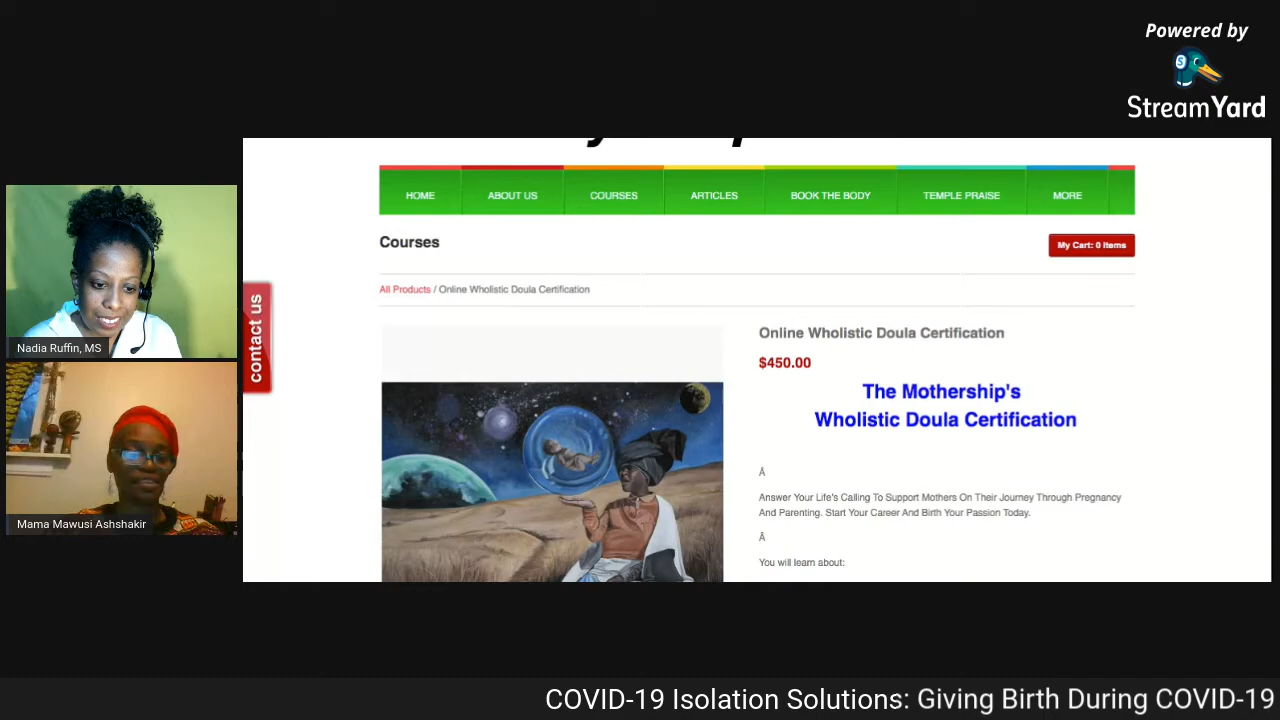 Powered by
StreamYard
HOME ABOUT US COURSES ARTICLES BOOK THE BODY TEMPLE PRAISE MORE
Courses
My Cart: 0 Items
All Products / Online Wholistic Doula Certification
contact us
Online Wholistic Doula Certification
$450.00
The Mothership's
Wholistic Doula Certification
Â
Answer Your Life's Calling To Support Mothers On Their Journey Through Pregnancy
And Parenting. Start Your Career And Birth Your Passion Today.
Â
You will learn about:
Nadia Ruffin, MS
Mama Mawusi Ashshakir
COVID-19 Isolation Solutions: Giving Birth During COVID-19